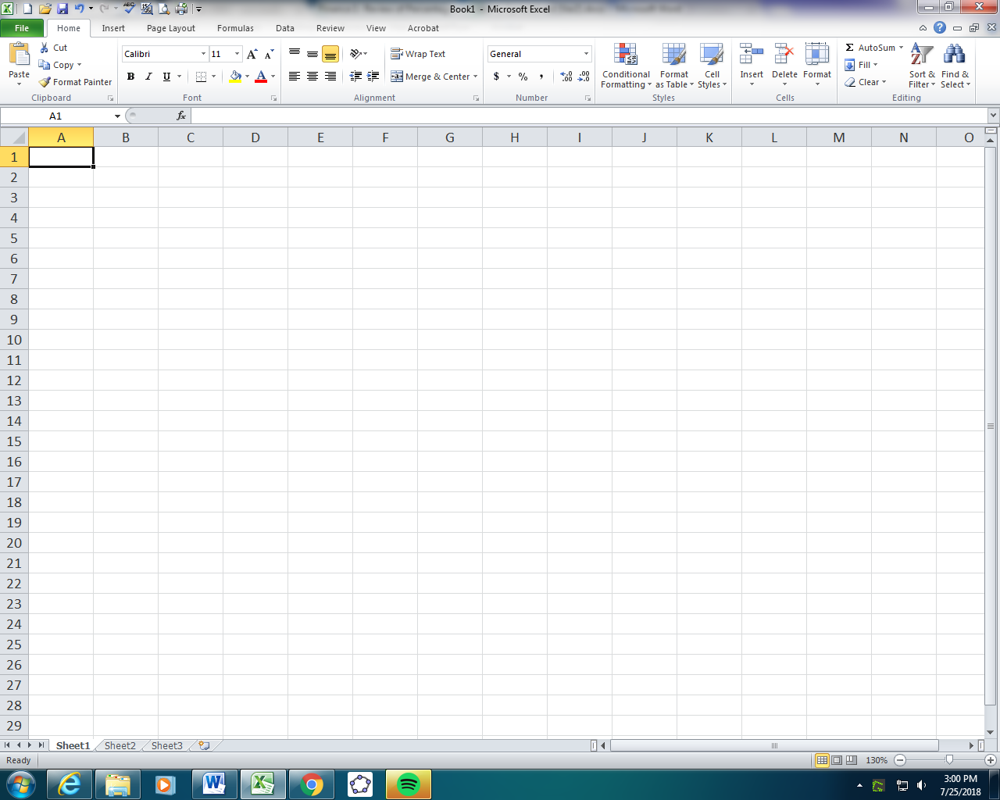 Book1 - Microsoft Excel
File Home Insert Page Layout Formulas Data Review View Acrobat
Paste Cut Copy Format Painter Clipboard
Calibri 11 B I U A Font
Wrap Text Merge & Center Alignment
General $ % , .00 .0 Number
Conditional Formatting Format as Table Cell Styles Styles
Insert Delete Format Cells
Σ AutoSum Fill Clear Sort & Filter Find & Select Editing
A1 fx
A B C D E F G H I J K L M N O
1
2
3
4
5
6
7
8
9
10
11
12
13
14
15
16
17
18
19
20
21
22
23
24
25
26
27
28
29
Sheet1 Sheet2 Sheet3
Ready 130%
3:00 PM
7/25/2018